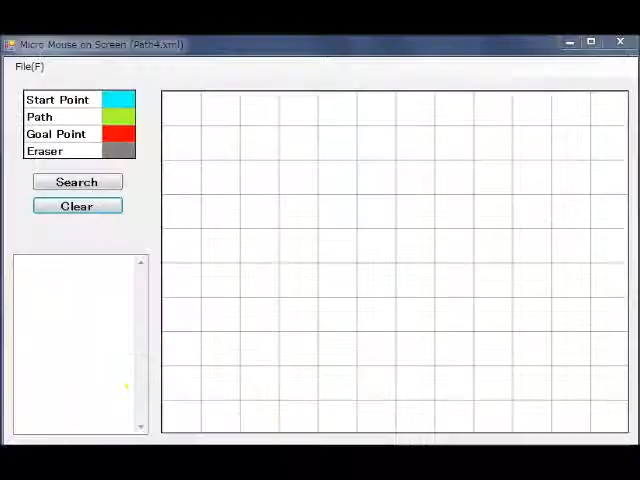 Micro Mouse on Screen (Path4.xml)
File(F)
Start Point
Path
Goal Point
Eraser
Search
Clear